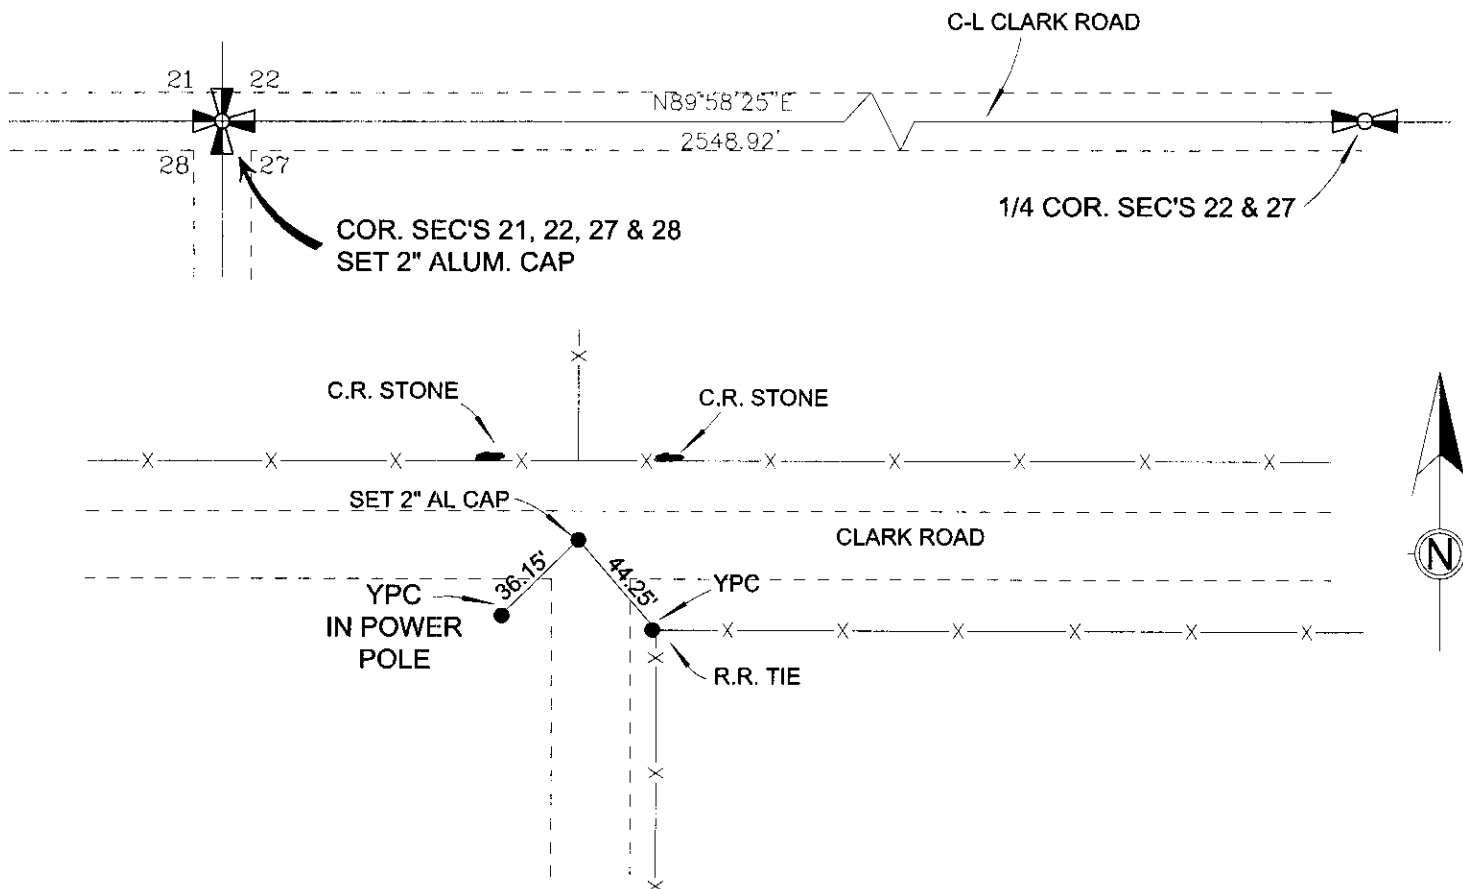 C-L CLARK ROAD
21 22
N89°58'25"E
2548.92'
28 27
1/4 COR. SEC'S 22 & 27
COR. SEC'S 21, 22, 27 & 28
SET 2" ALUM. CAP
C.R. STONE
C.R. STONE
SET 2" AL CAP
CLARK ROAD
36.15'
44.25'
YPC
IN POWER
POLE
YPC
R.R. TIE
N